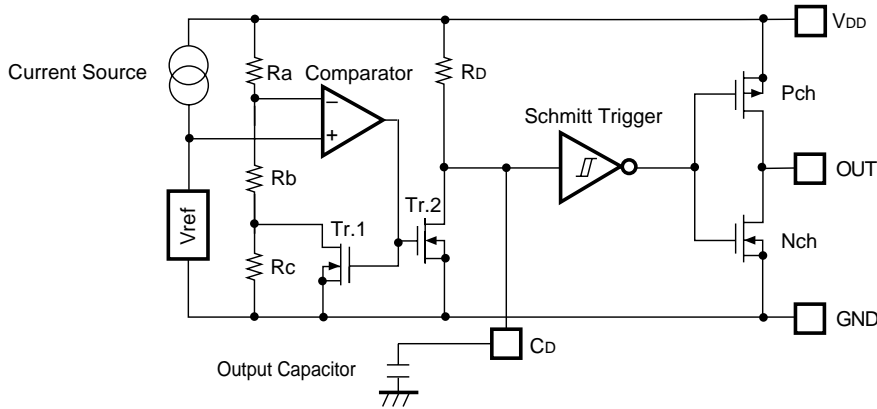 VDD
Current Source
Ra
Comparator
RD
Pch
Schmitt Trigger
−
+
OUT
Rb
Vref
Tr.1
Tr.2
Nch
Rc
GND
CD
Output Capacitor